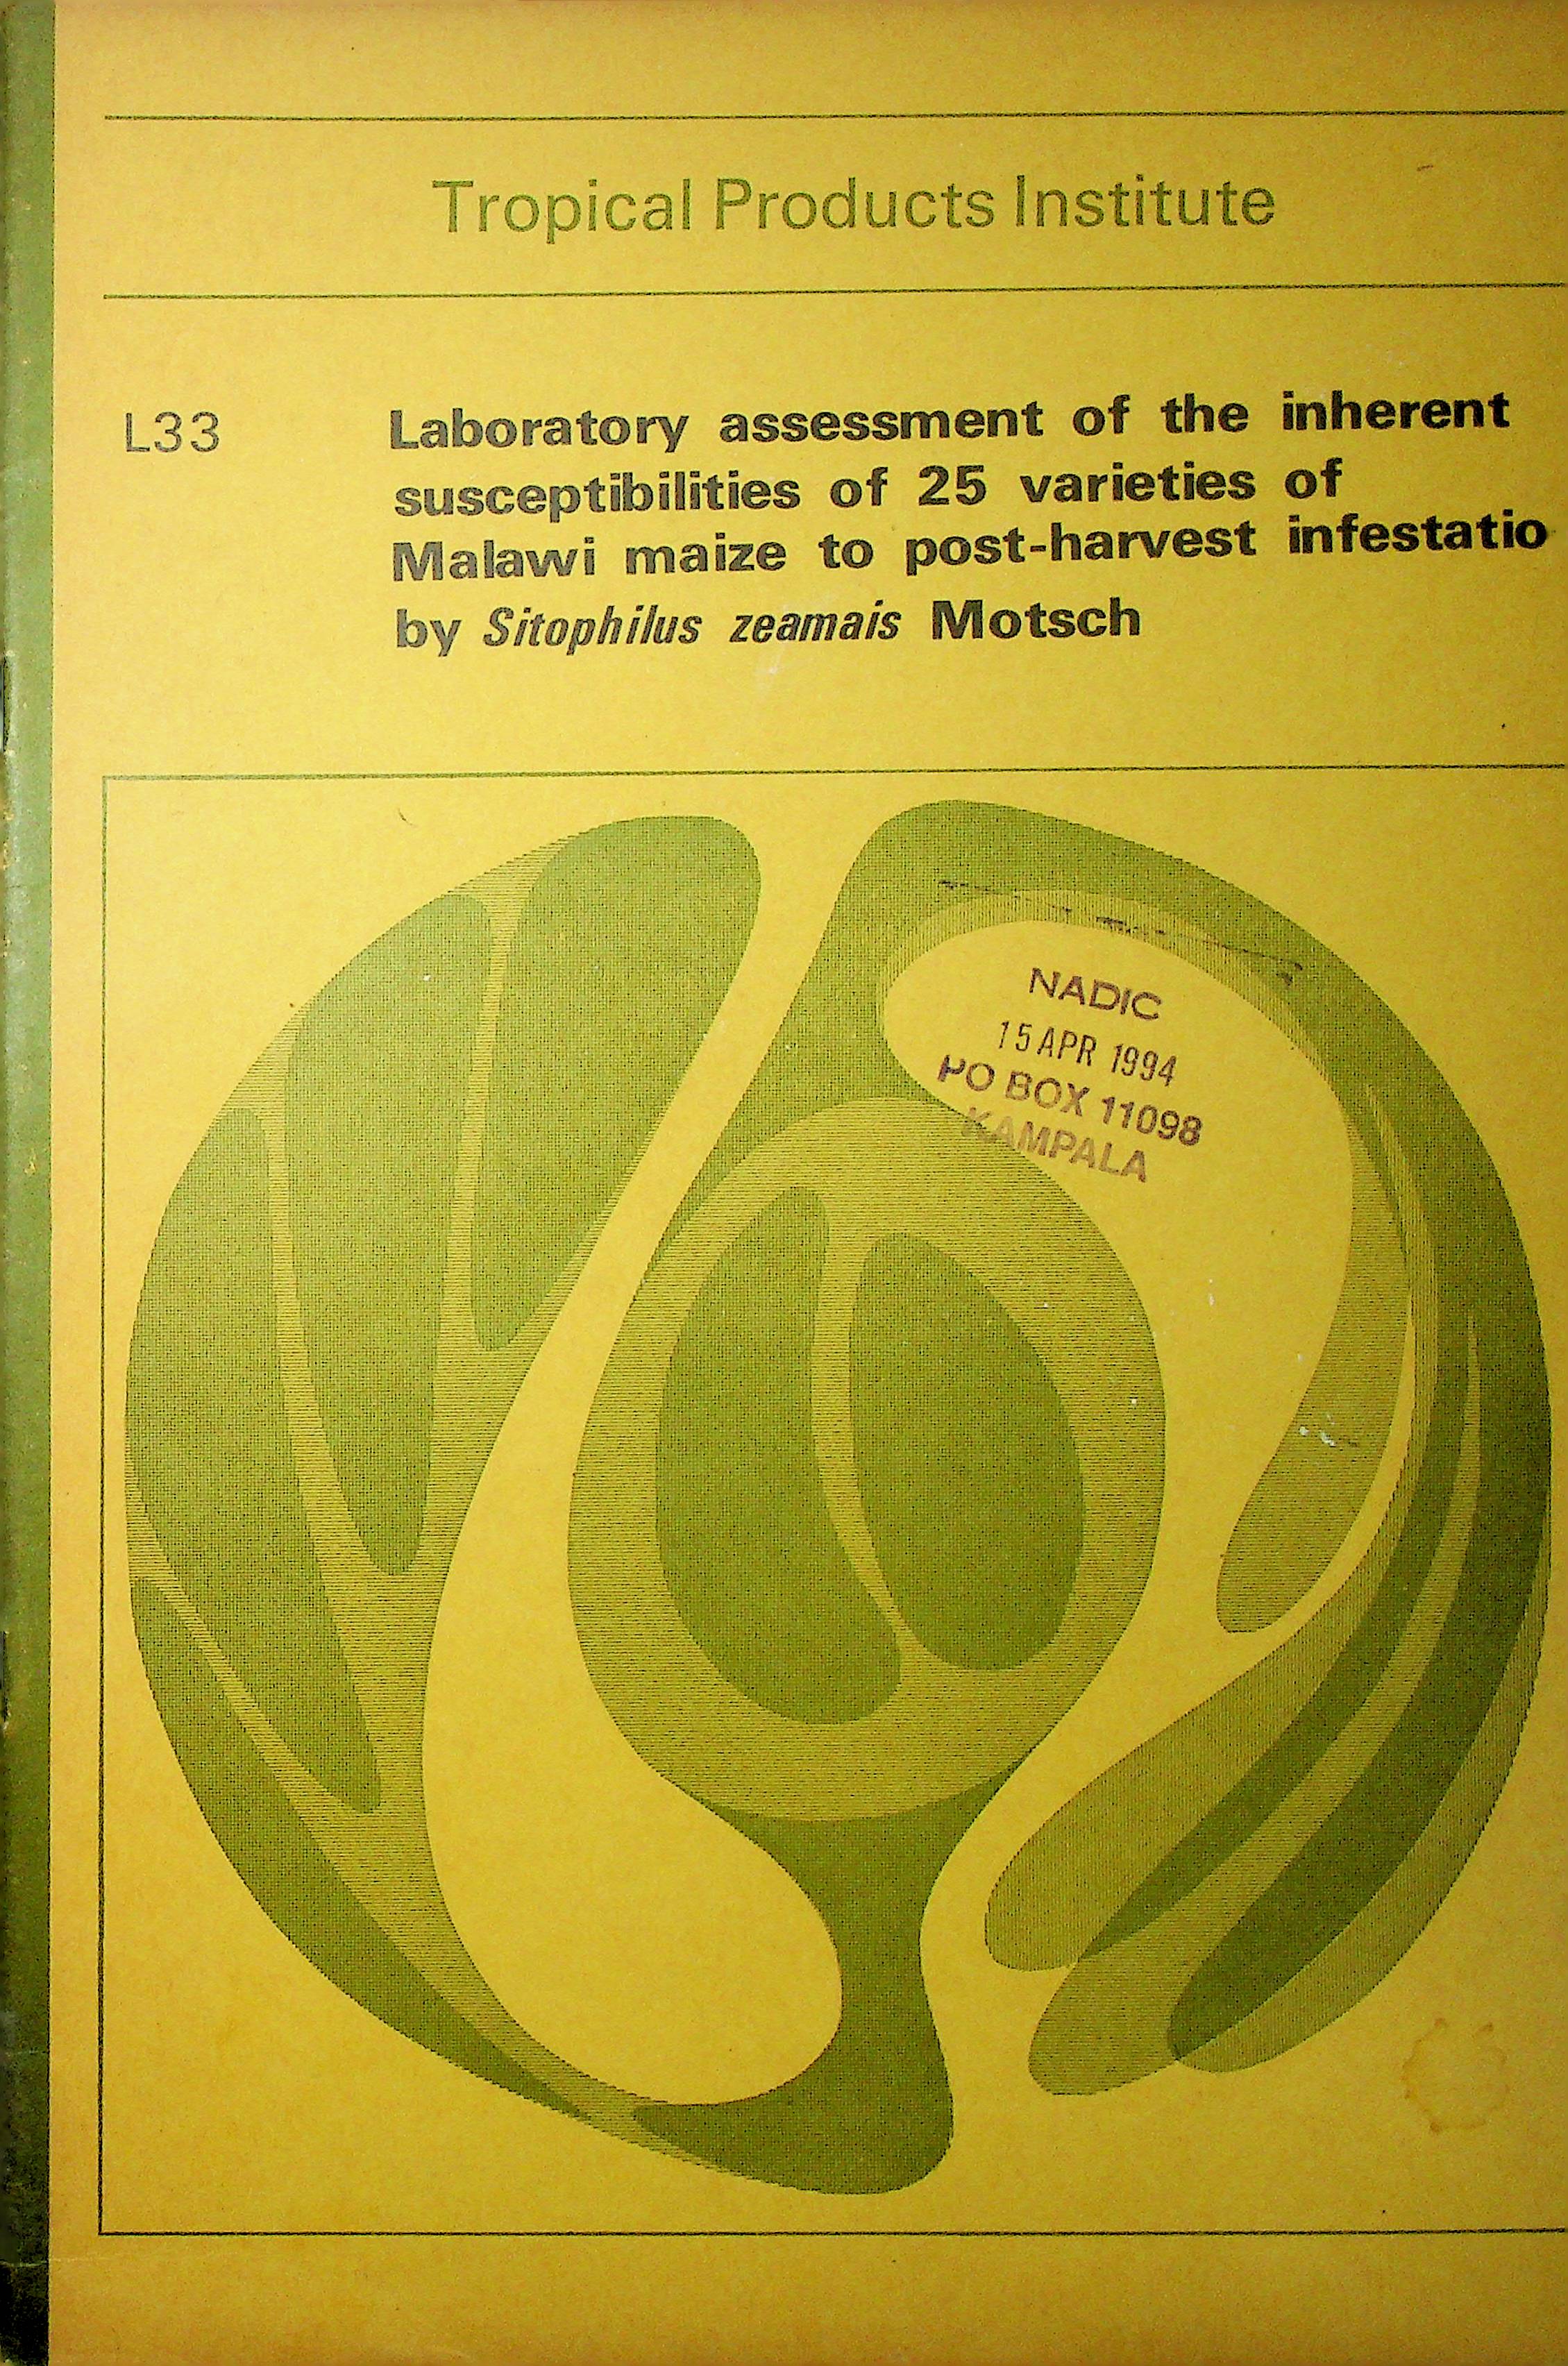 Tropical Products Institute
L33
Laboratory assessment of the inherent
susceptibilities of 25 varieties of
Malawi maize to post-harvest infestatio
by Sitophilus zeamais Motsch
NADIC
15 APR 1994
PO BOX 11098
KAMPALA